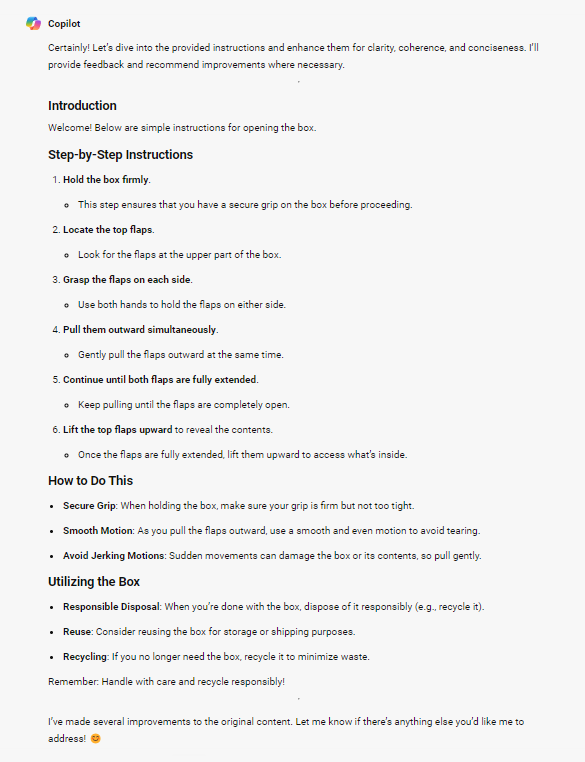 Copilot
Certainly! Let's dive into the provided instructions and enhance them for clarity, coherence, and conciseness. I'll
provide feedback and recommend improvements where necessary.
Introduction
Welcome! Below are simple instructions for opening the box.
Step-by-Step Instructions
1. Hold the box firmly.
This step ensures that you have a secure grip on the box before proceeding.
2. Locate the top flaps.
Look for the flaps at the upper part of the box.
3. Grasp the flaps on each side.
Use both hands to hold the flaps on either side.
4. Pull them outward simultaneously.
Gently pull the flaps outward at the same time.
5. Continue until both flaps are fully extended.
Keep pulling until the flaps are completely open.
6. Lift the top flaps upward to reveal the contents.
Once the flaps are fully extended, lift them upward to access what's inside.
How to Do This
Secure Grip: When holding the box, make sure your grip is firm but not too tight.
Smooth Motion: As you pull the flaps outward, use a smooth and even motion to avoid tearing.
Avoid Jerking Motions: Sudden movements can damage the box or its contents, so pull gently.
Utilizing the Box
Responsible Disposal: When you're done with the box, dispose of it responsibly (e.g., recycle it).
Reuse: Consider reusing the box for storage or shipping purposes.
Recycling: If you no longer need the box, recycle it to minimize waste.
Remember: Handle with care and recycle responsibly!
I've made several improvements to the original content. Let me know if there's anything else you'd like me to
address! 😊